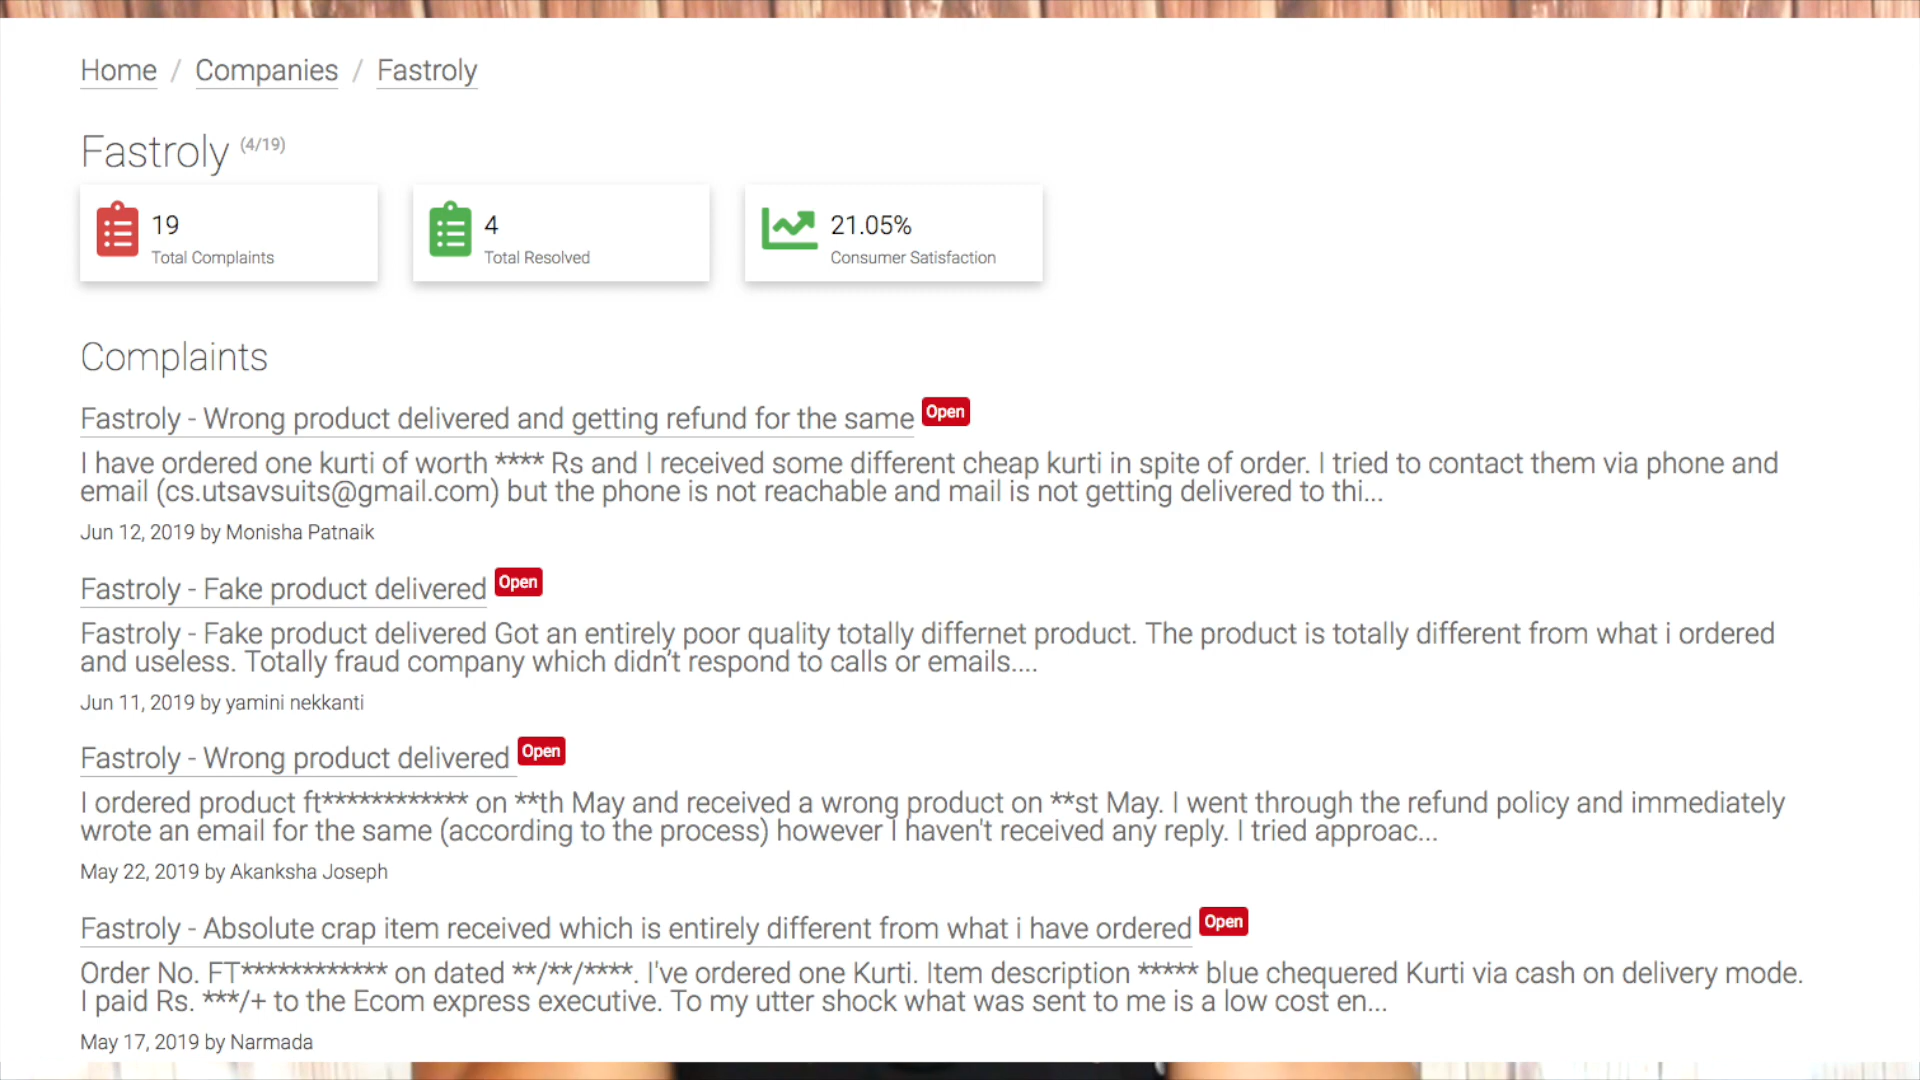 Home / Companies / Fastroly
Fastroly (4/19)
19
Total Complaints
4
Total Resolved
21.05%
Consumer Satisfaction
Complaints
Fastroly - Wrong product delivered and getting refund for the same Open
I have ordered one kurti of worth **** Rs and I received some different cheap kurti in spite of order. I tried to contact them via phone and
email (cs.utsavsuits@gmail.com) but the phone is not reachable and mail is not getting delivered to thi...
Jun 12, 2019 by Monisha Patnaik
Fastroly - Fake product delivered Open
Fastroly - Fake product delivered Got an entirely poor quality totally differnet product. The product is totally different from what i ordered
and useless. Totally fraud company which didn't respond to calls or emails....
Jun 11, 2019 by yamini nekkanti
Fastroly - Wrong product delivered Open
I ordered product ft************ on **th May and received a wrong product on **st May. I went through the refund policy and immediately
wrote an email for the same (according to the process) however I haven't received any reply. I tried approac...
May 22, 2019 by Akanksha Joseph
Fastroly - Absolute crap item received which is entirely different from what i have ordered Open
Order No. FT************ on dated **/**/****. I've ordered one Kurti. Item description ***** blue chequered Kurti via cash on delivery mode.
I paid Rs. ***/+ to the Ecom express executive. To my utter shock what was sent to me is a low cost en...
May 17, 2019 by Narmada